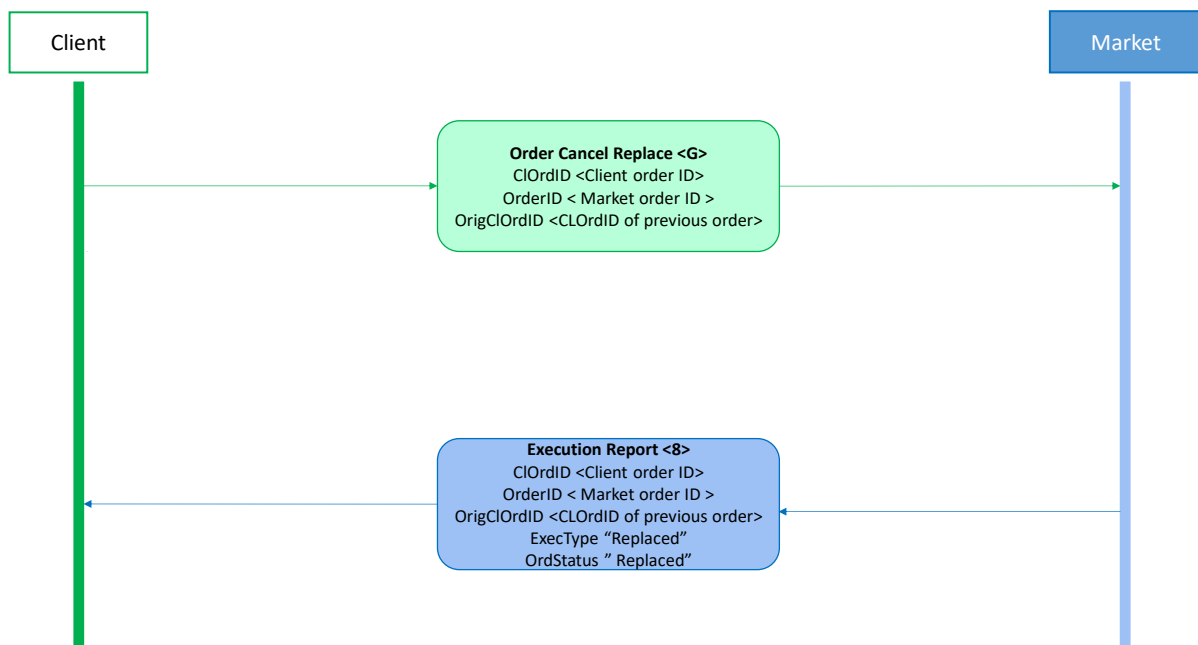 Client
Market
Order Cancel Replace <G>
ClOrdID <Client order ID>
OrderID < Market order ID >
OrigClOrdID <CLOrdID of previous order>
Execution Report <8>
ClOrdID <Client order ID>
OrderID < Market order ID >
OrigClOrdID <CLOrdID of previous order>
ExecType “Replaced”
OrdStatus ” Replaced”